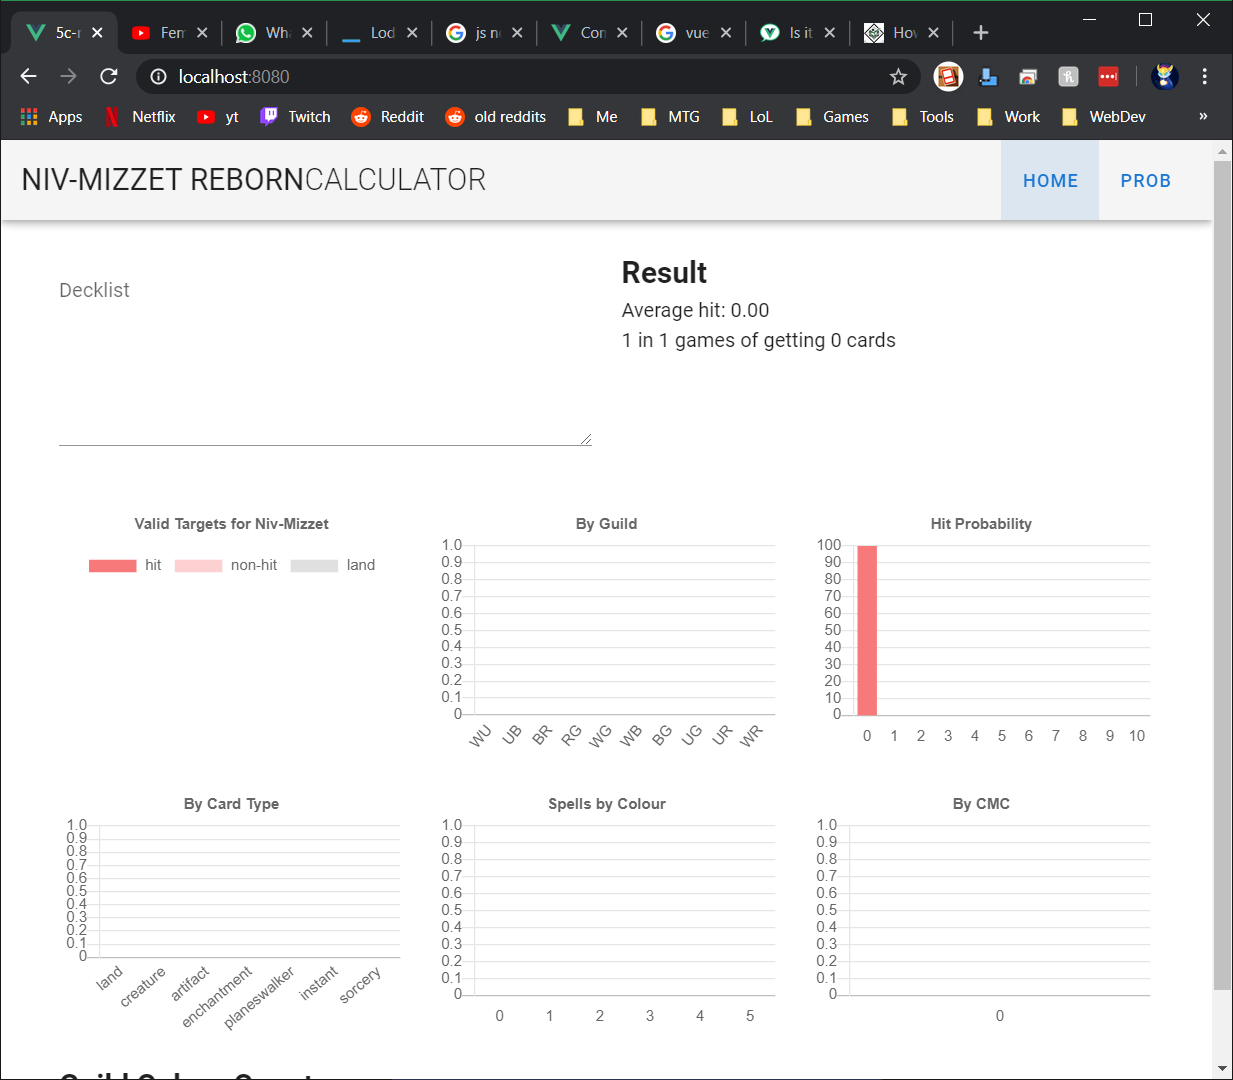 5c-r
Fem
Wha
Lod
js n
Con
vue
Is it
How
localhost:8080
Apps Netflix yt Twitch Reddit old reddits Me MTG LoL Games Tools Work WebDev »
NIV-MIZZET REBORNCALCULATOR
HOME PROB
Decklist
Result
Average hit: 0.00
1 in 1 games of getting 0 cards
Valid Targets for Niv-Mizzet
hit non-hit land
By Guild
1.0
0.9
0.8
0.7
0.6
0.5
0.4
0.3
0.2
0.1
0
WU UB BR RG WG WB BG UG UR WR
Hit Probability
100
90
80
70
60
50
40
30
20
10
0
0 1 2 3 4 5 6 7 8 9 10
By Card Type
1.0
0.9
0.8
0.7
0.6
0.5
0.4
0.3
0.2
0.1
0
land creature artifact enchantment planeswalker instant sorcery
Spells by Colour
1.0
0.9
0.8
0.7
0.6
0.5
0.4
0.3
0.2
0.1
0
0 1 2 3 4 5
By CMC
1.0
0.9
0.8
0.7
0.6
0.5
0.4
0.3
0.2
0.1
0
0